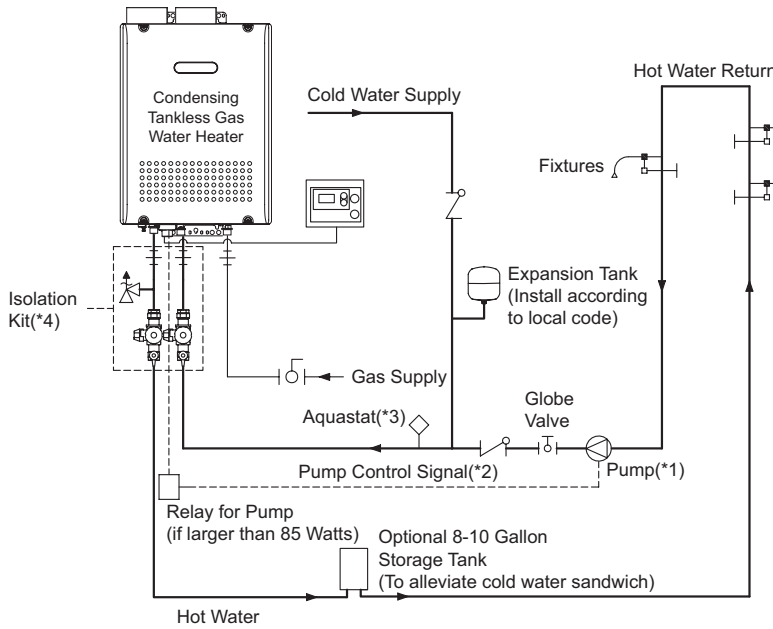 Hot Water Return
Condensing
Tankless Gas
Water Heater
Cold Water Supply
Fixtures
Expansion Tank
(Install according
to local code)
Isolation
Kit(*4)
Gas Supply
Globe
Valve
Aquastat(*3)
Pump Control Signal(*2)
Pump(*1)
Relay for Pump
(if larger than 85 Watts)
Optional 8-10 Gallon
Storage Tank
(To alleviate cold water sandwich)
Hot Water